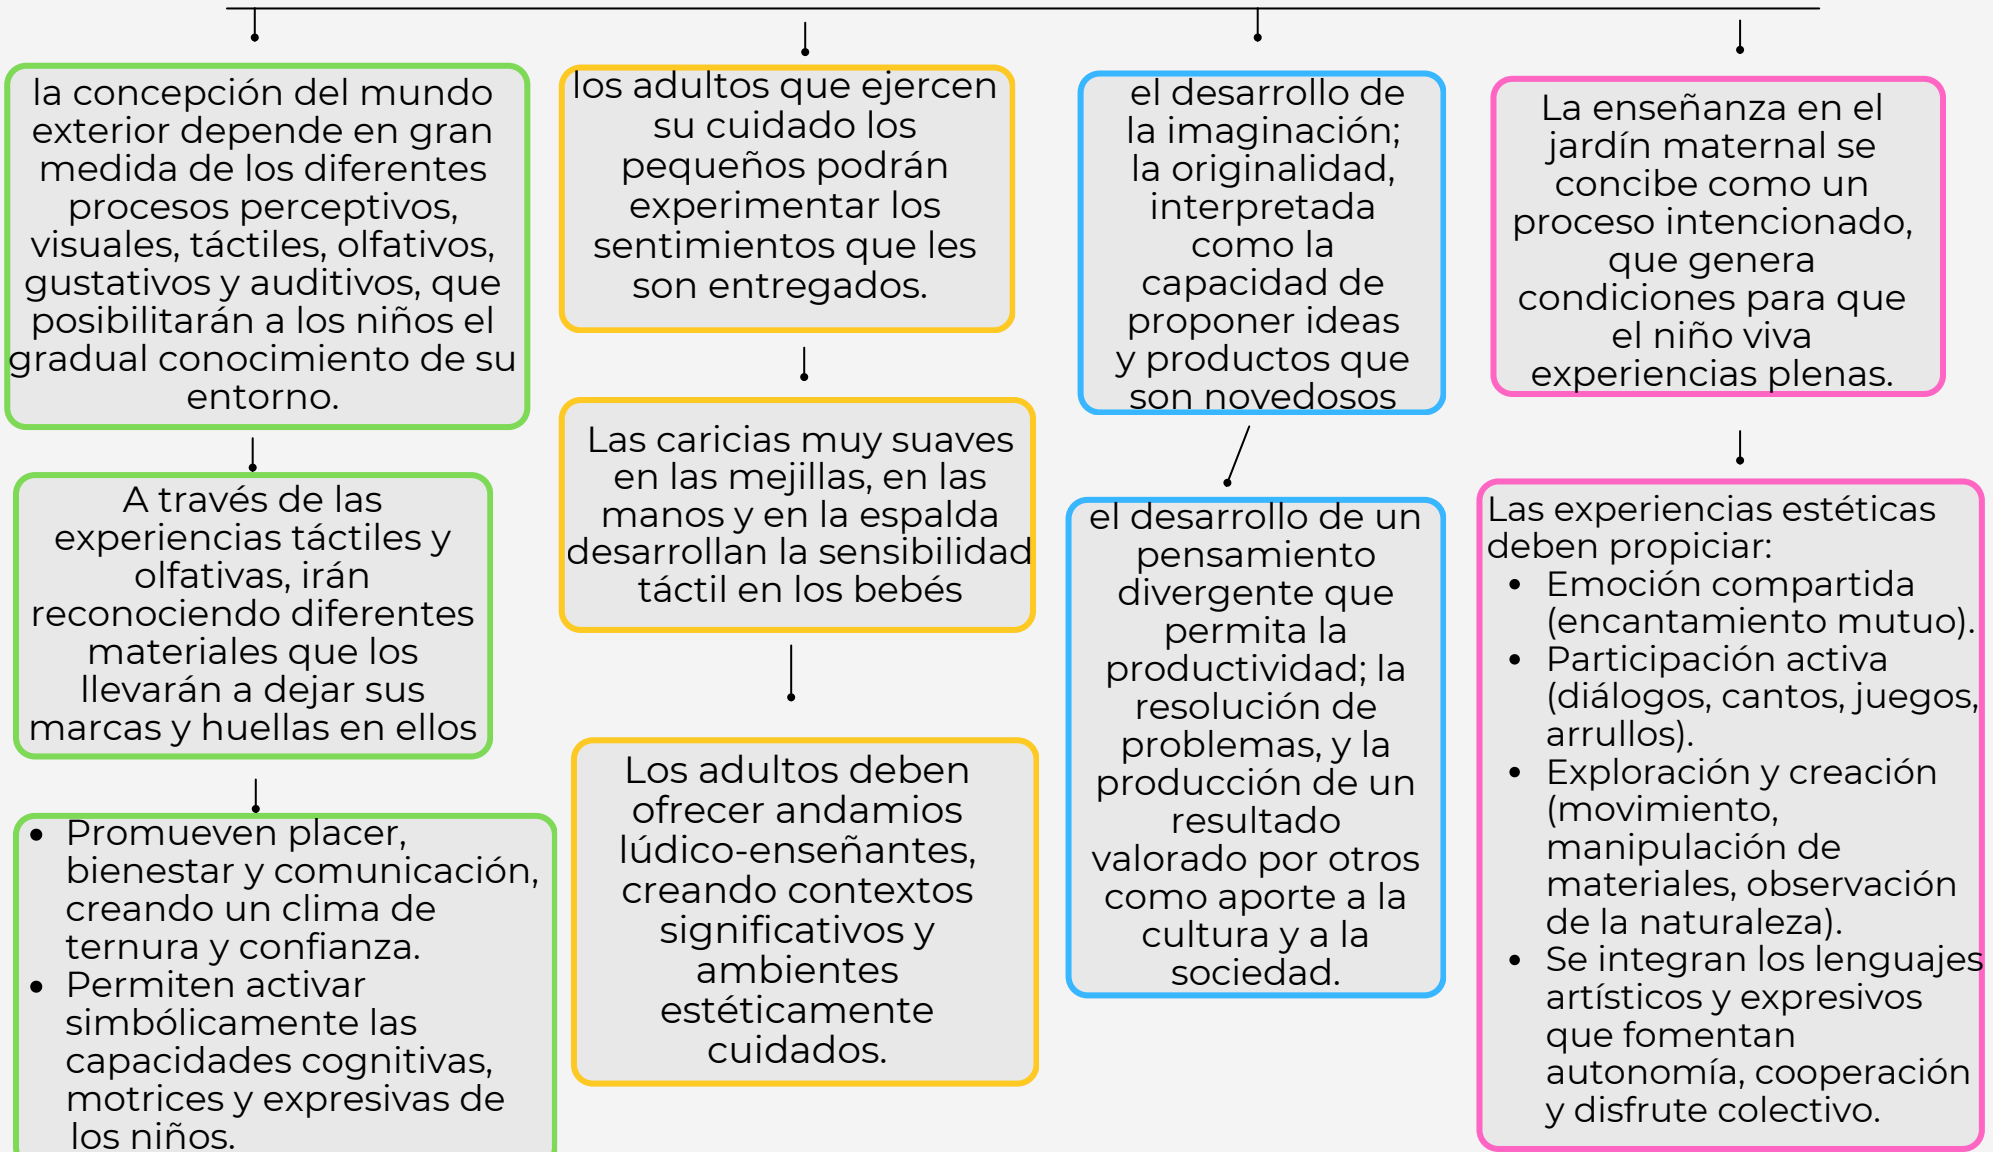 la concepción del mundo
exterior depende en gran
medida de los diferentes
procesos perceptivos,
visuales, táctiles, olfativos,
gustativos y auditivos, que
posibilitarán a los niños el
gradual conocimiento de su
entorno.
A través de las
experiencias táctiles y
olfativas, irán
reconociendo diferentes
materiales que los
llevarán a dejar sus
marcas y huellas en ellos
• Promueven placer,
bienestar y comunicación,
creando un clima de
ternura y confianza.
• Permiten activar
simbólicamente las
capacidades cognitivas,
motrices y expresivas de
los niños.
los adultos que ejercen
su cuidado los
pequeños podrán
experimentar los
sentimientos que les
son entregados.
Las caricias muy suaves
en las mejillas, en las
manos y en la espalda
desarrollan la sensibilidad
táctil en los bebés
Los adultos deben
ofrecer andamios
lúdico-enseñantes,
creando contextos
significativos y
ambientes
estéticamente
cuidados.
el desarrollo de
la imaginación;
la originalidad,
interpretada
como la
capacidad de
proponer ideas
y productos que
son novedosos
el desarrollo de un
pensamiento
divergente que
permita la
productividad; la
resolución de
problemas, y la
producción de un
resultado
valorado por otros
como aporte a la
cultura y a la
sociedad.
La enseñanza en el
jardín maternal se
concibe como un
proceso intencionado,
que genera
condiciones para que
el niño viva
experiencias plenas.
Las experiencias estéticas
deben propiciar:
• Emoción compartida
(encantamiento mutuo).
• Participación activa
(diálogos, cantos, juegos,
arrullos).
• Exploración y creación
(movimiento,
manipulación de
materiales, observación
de la naturaleza).
• Se integran los lenguajes
artísticos y expresivos
que fomentan
autonomía, cooperación
y disfrute colectivo.